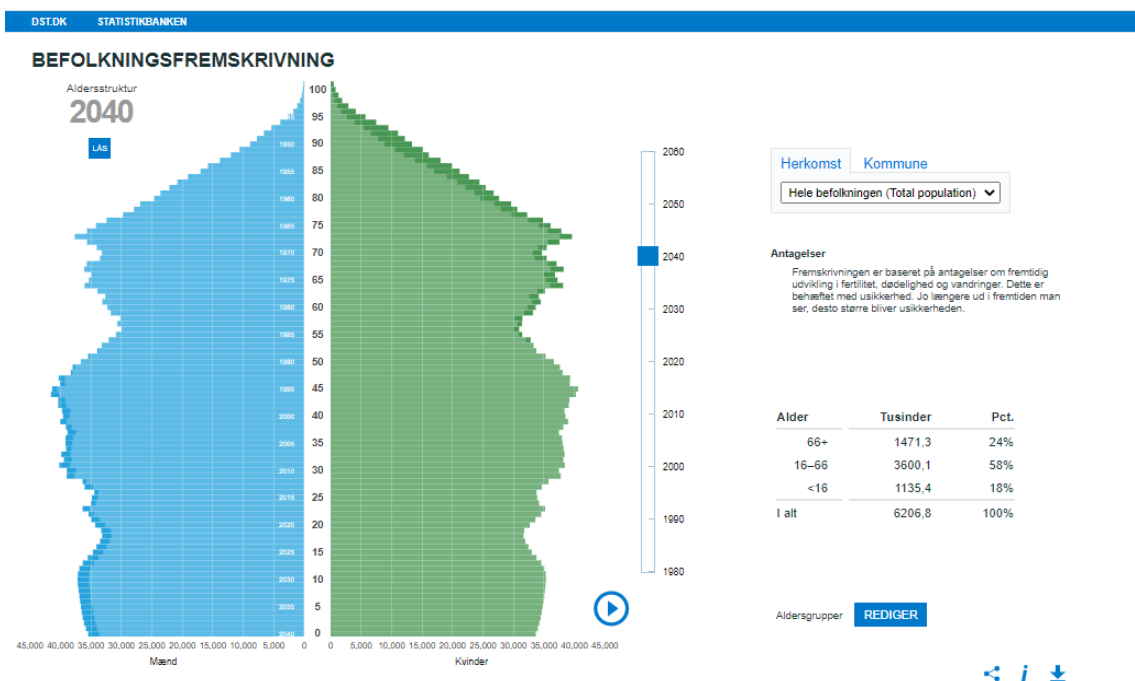 DST.DK STATISTIKBANKEN
BEFOLKNINGSFREMSKRIVNING
Aldersstruktur
2040
LÅS
100
95
90
85
80
75
70
65
60
55
50
45
40
35
30
25
20
15
10
5
0
1950
1955
1960
1965
1970
1975
1980
1985
1990
1995
2000
2005
2010
2015
2020
2025
2030
2035
2040
45,000 40,000 35,000 30,000 25,000 20,000 15,000 10,000 5,000 0
Mænd
0 5,000 10,000 15,000 20,000 25,000 30,000 35,000 40,000 45,000
Kvinder
2060
2050
2040
2030
2020
2010
2000
1990
1980
Herkomst Kommune
Hele befolkningen (Total population)
Antagelser
Fremskrivningen er baseret på antagelser om fremtidig
udvikling i fertilitet, dødelighed og vandringer. Dette er
behæftet med usikkerhed. Jo længere ud i fremtiden man
ser, desto større bliver usikkerheden.
Alder Tusinder Pct.
66+ 1471,3 24%
16–66 3600,1 58%
<16 1135,4 18%
I alt 6206,8 100%
Aldersgrupper REDIGER